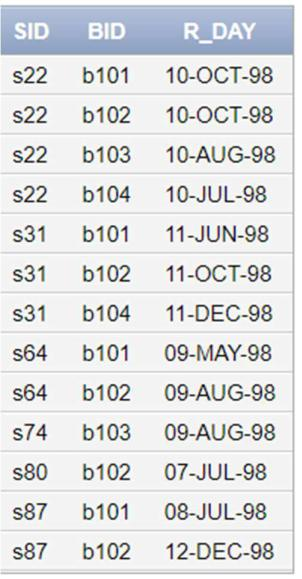 SID BID R_DAY
s22 b101 10-OCT-98
s22 b102 10-OCT-98
s22 b103 10-AUG-98
s22 b104 10-JUL-98
s31 b101 11-JUN-98
s31 b102 11-OCT-98
s31 b104 11-DEC-98
s64 b101 09-MAY-98
s64 b102 09-AUG-98
s74 b103 09-AUG-98
s80 b102 07-JUL-98
s87 b101 08-JUL-98
s87 b102 12-DEC-98